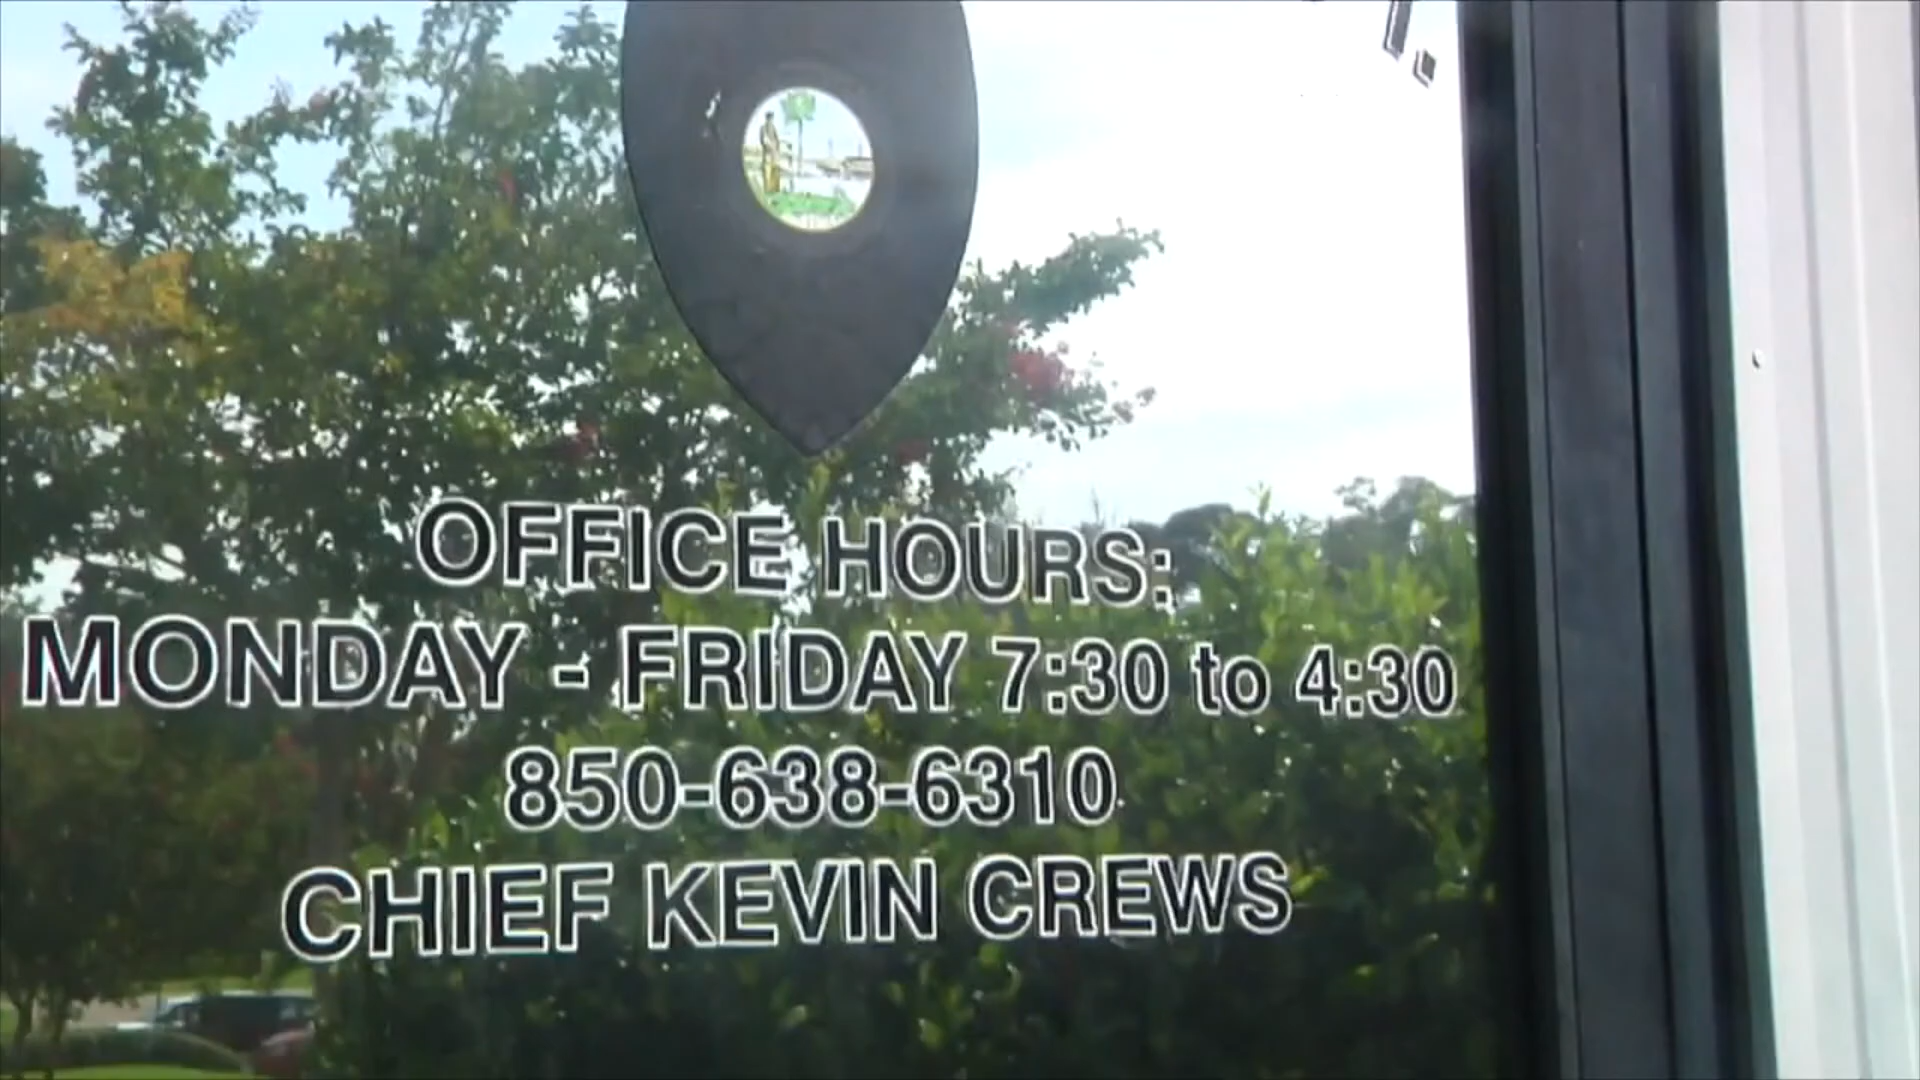 OFFICE HOURS:
MONDAY - FRIDAY 7:30 to 4:30
850-638-6310
CHIEF KEVIN CREWS